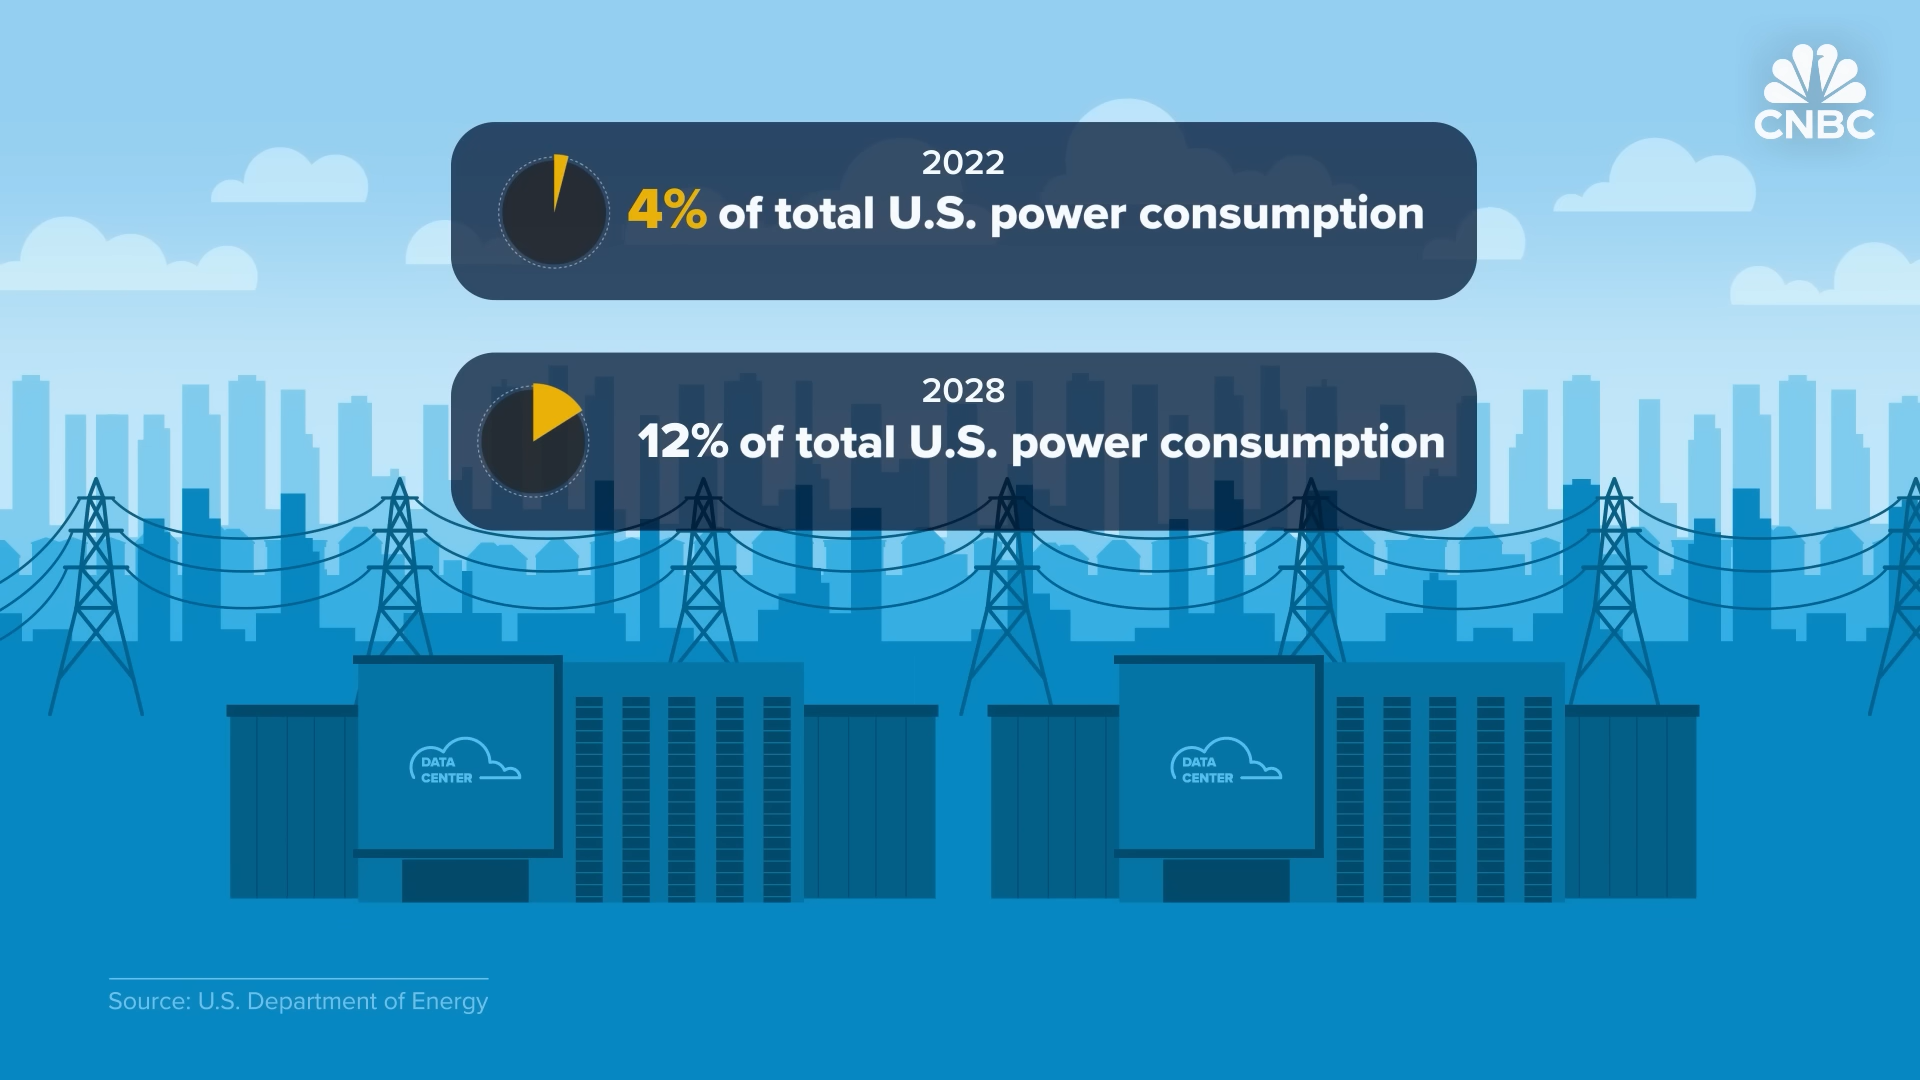 CNBC
2022
4% of total U.S. power consumption
2028
12% of total U.S. power consumption
DATA
CENTER
DATA
CENTER
Source: U.S. Department of Energy